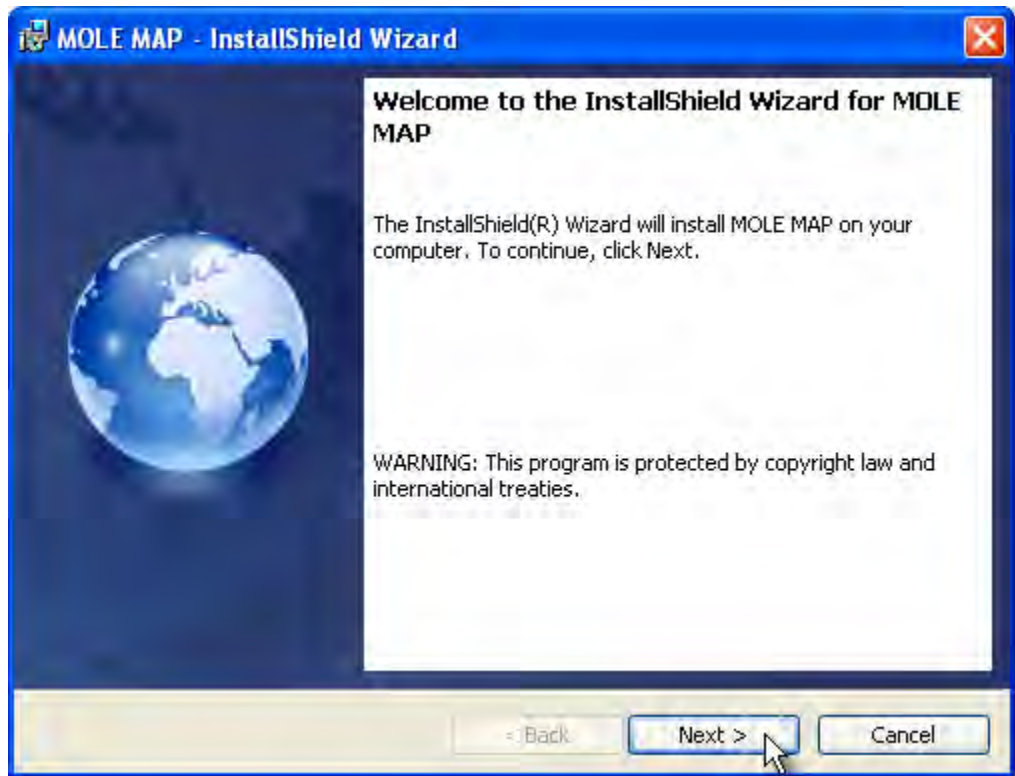 MOLE MAP - InstallShield Wizard
Welcome to the InstallShield Wizard for MOLE
MAP
The InstallShield(R) Wizard will install MOLE MAP on your
computer. To continue, click Next.
WARNING: This program is protected by copyright law and
international treaties.
< Back
Next >
Cancel